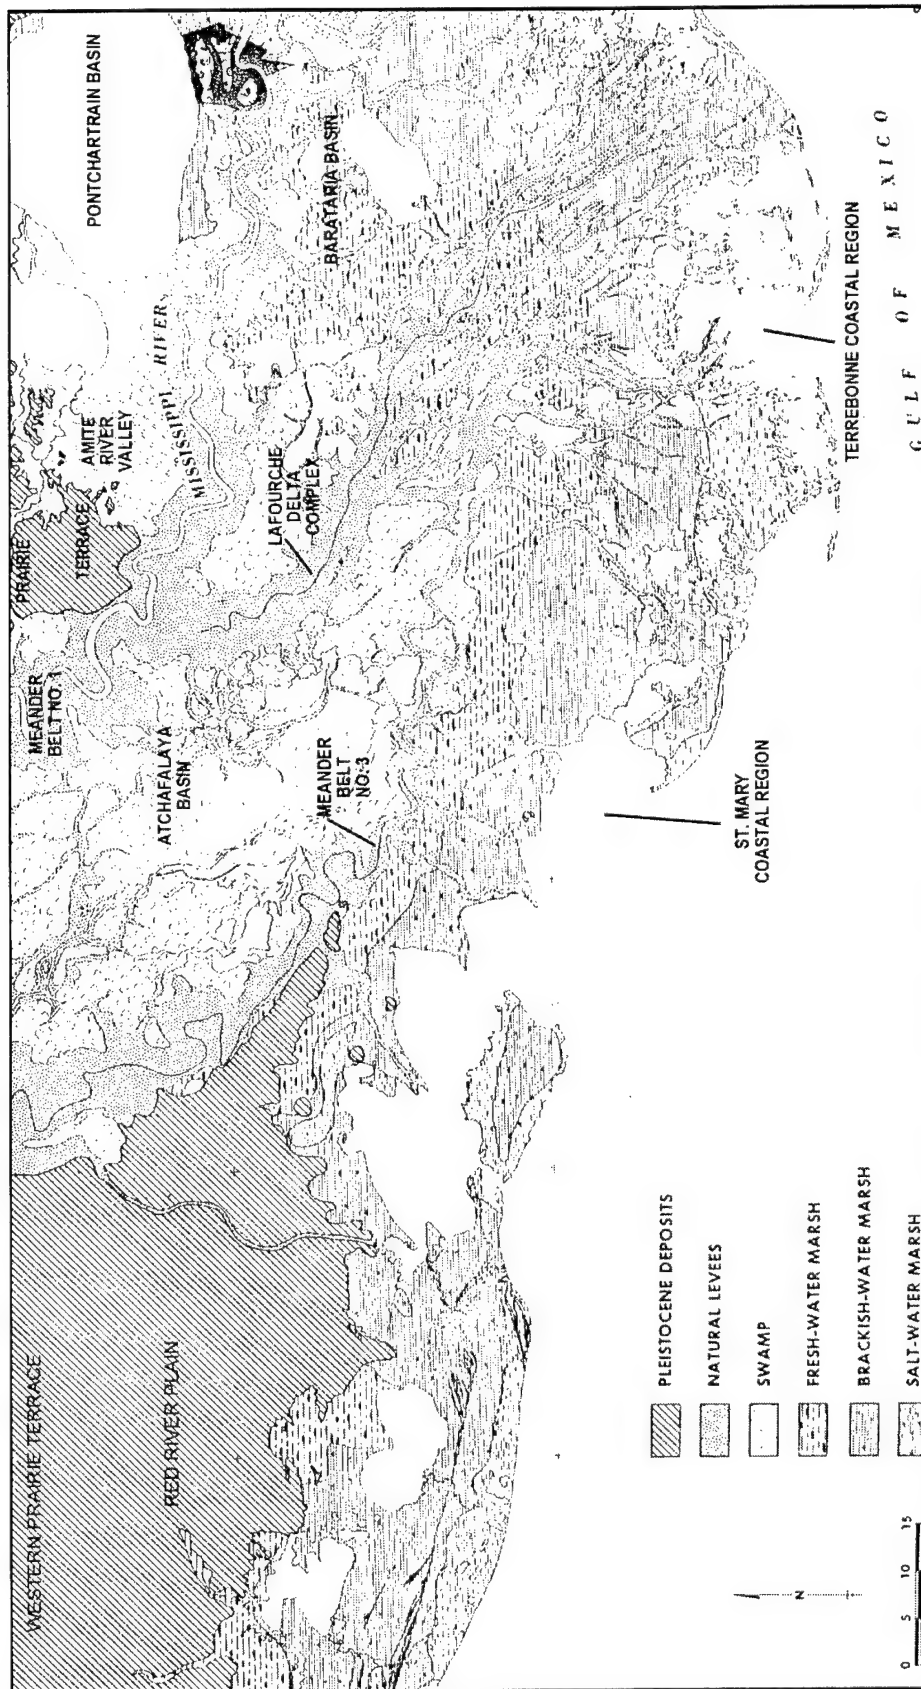 WESTERN PRAIRIE TERRACE
RED RIVER PLAIN
MEANDER
BELT NO. 1
PRAIRIE
TERRACE
AMITE
RIVER
VALLEY
PONTCHARTRAIN BASIN
ATCHAFALAYA
BASIN
MISSISSIPPI RIVER
MEANDER
BELT
NO. 3
LAFOURCHE
DELTA
COMPLEX
BARATARIA BASIN
ST. MARY
COASTAL REGION
TERREBONNE COASTAL REGION
GULF OF MEXICO
PLEISTOCENE DEPOSITS
NATURAL LEVEES
SWAMP
FRESH-WATER MARSH
BRACKISH-WATER MARSH
SALT-WATER MARSH
N
0 5 10 15